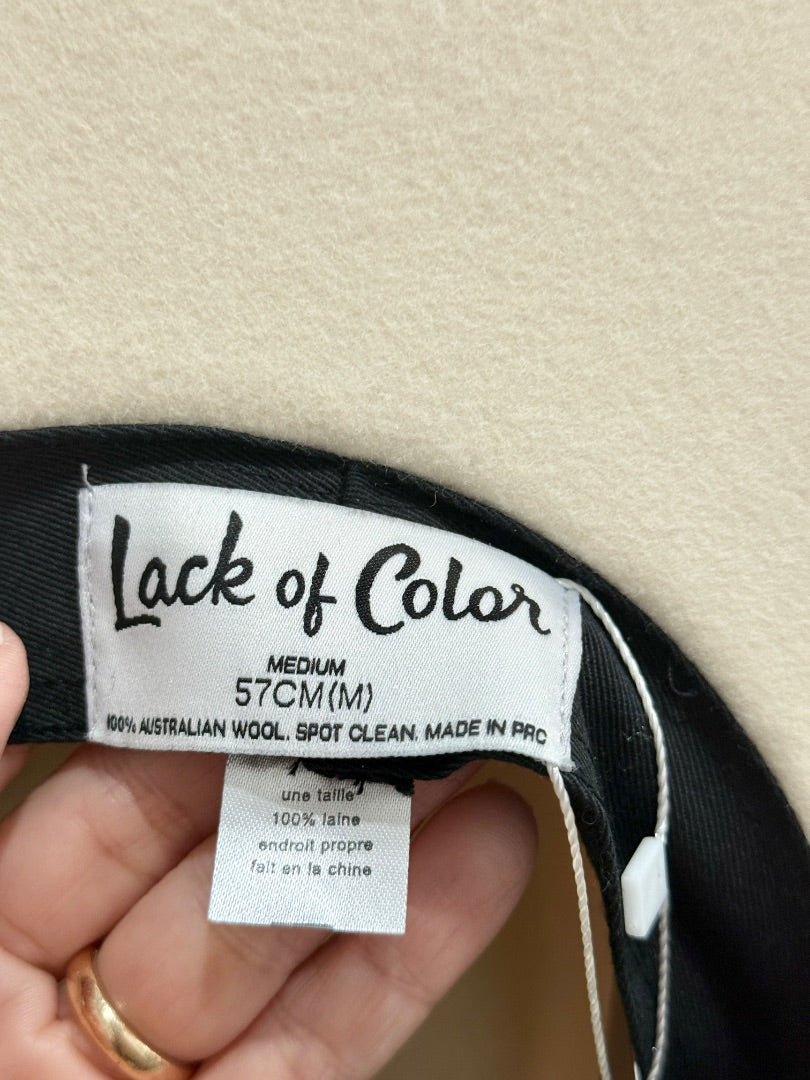 Lack of Color
MEDIUM
57CM(M)
100% AUSTRALIAN WOOL. SPOT CLEAN. MADE IN PRC
une taille
100% laine
endroit propre
fait en la chine